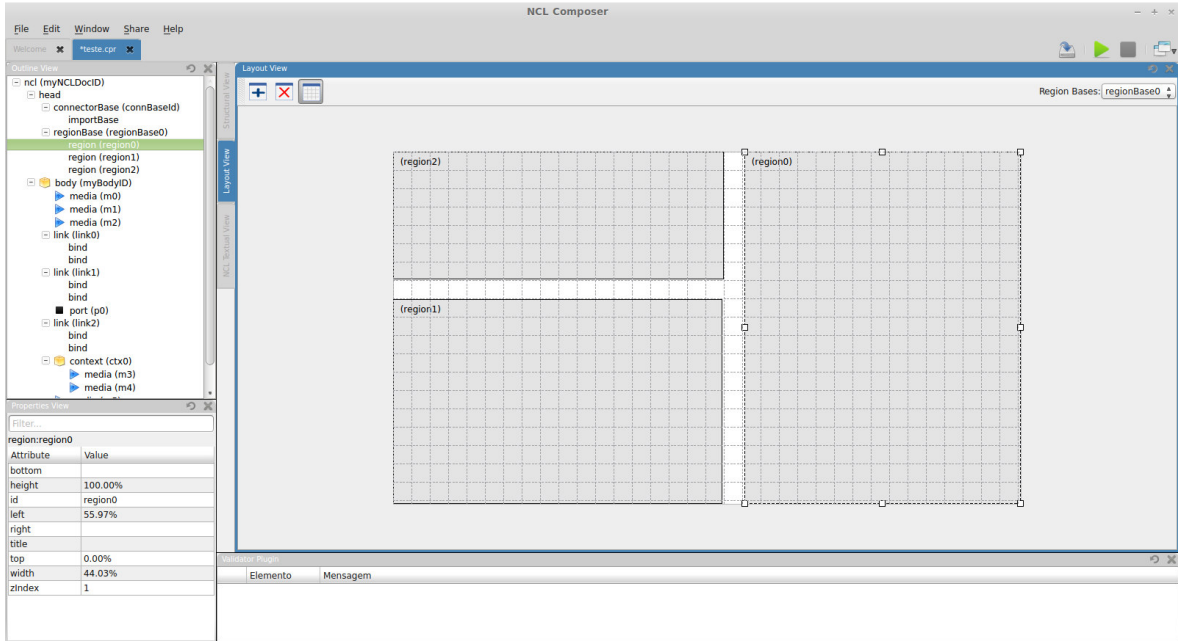 NCL Composer
File Edit Window Share Help
Welcome *teste.cpr
Outline View
ncl (myNCLDocID)
head
connectorBase (connBaseId)
importBase
regionBase (regionBase0)
region (region0)
region (region1)
region (region2)
body (myBodyID)
media (m0)
media (m1)
media (m2)
link (link0)
bind
bind
link (link1)
bind
bind
port (p0)
link (link2)
bind
bind
context (ctx0)
media (m3)
media (m4)
Properties View
Filter...
region:region0
Attribute Value
bottom
height 100.00%
id region0
left 55.97%
right
title
top 0.00%
width 44.03%
zIndex 1
Structural View
Layout View
NCL Textual View
Layout View
Region Bases: regionBase0
(region2)
(region0)
(region1)
Validator Plugin
Elemento Mensagem